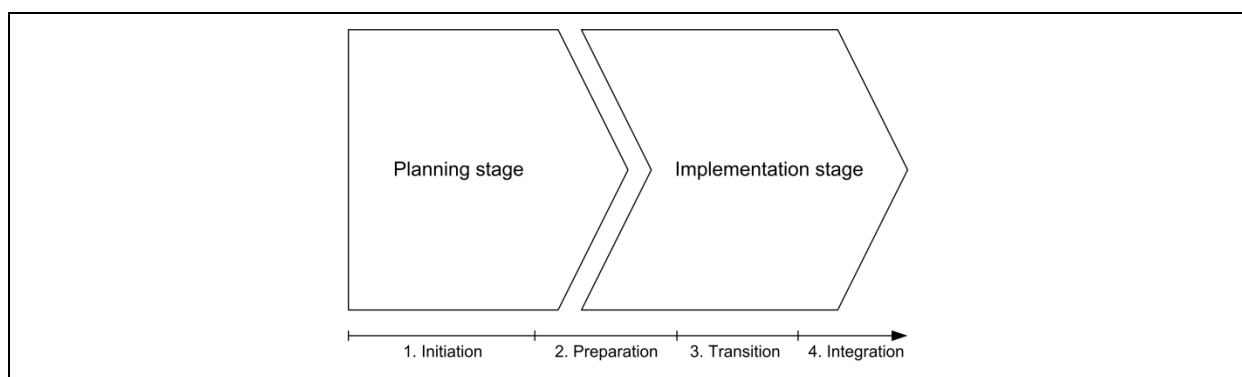 Planning stage
Implementation stage
1. Initiation
2. Preparation
3. Transition
4. Integration